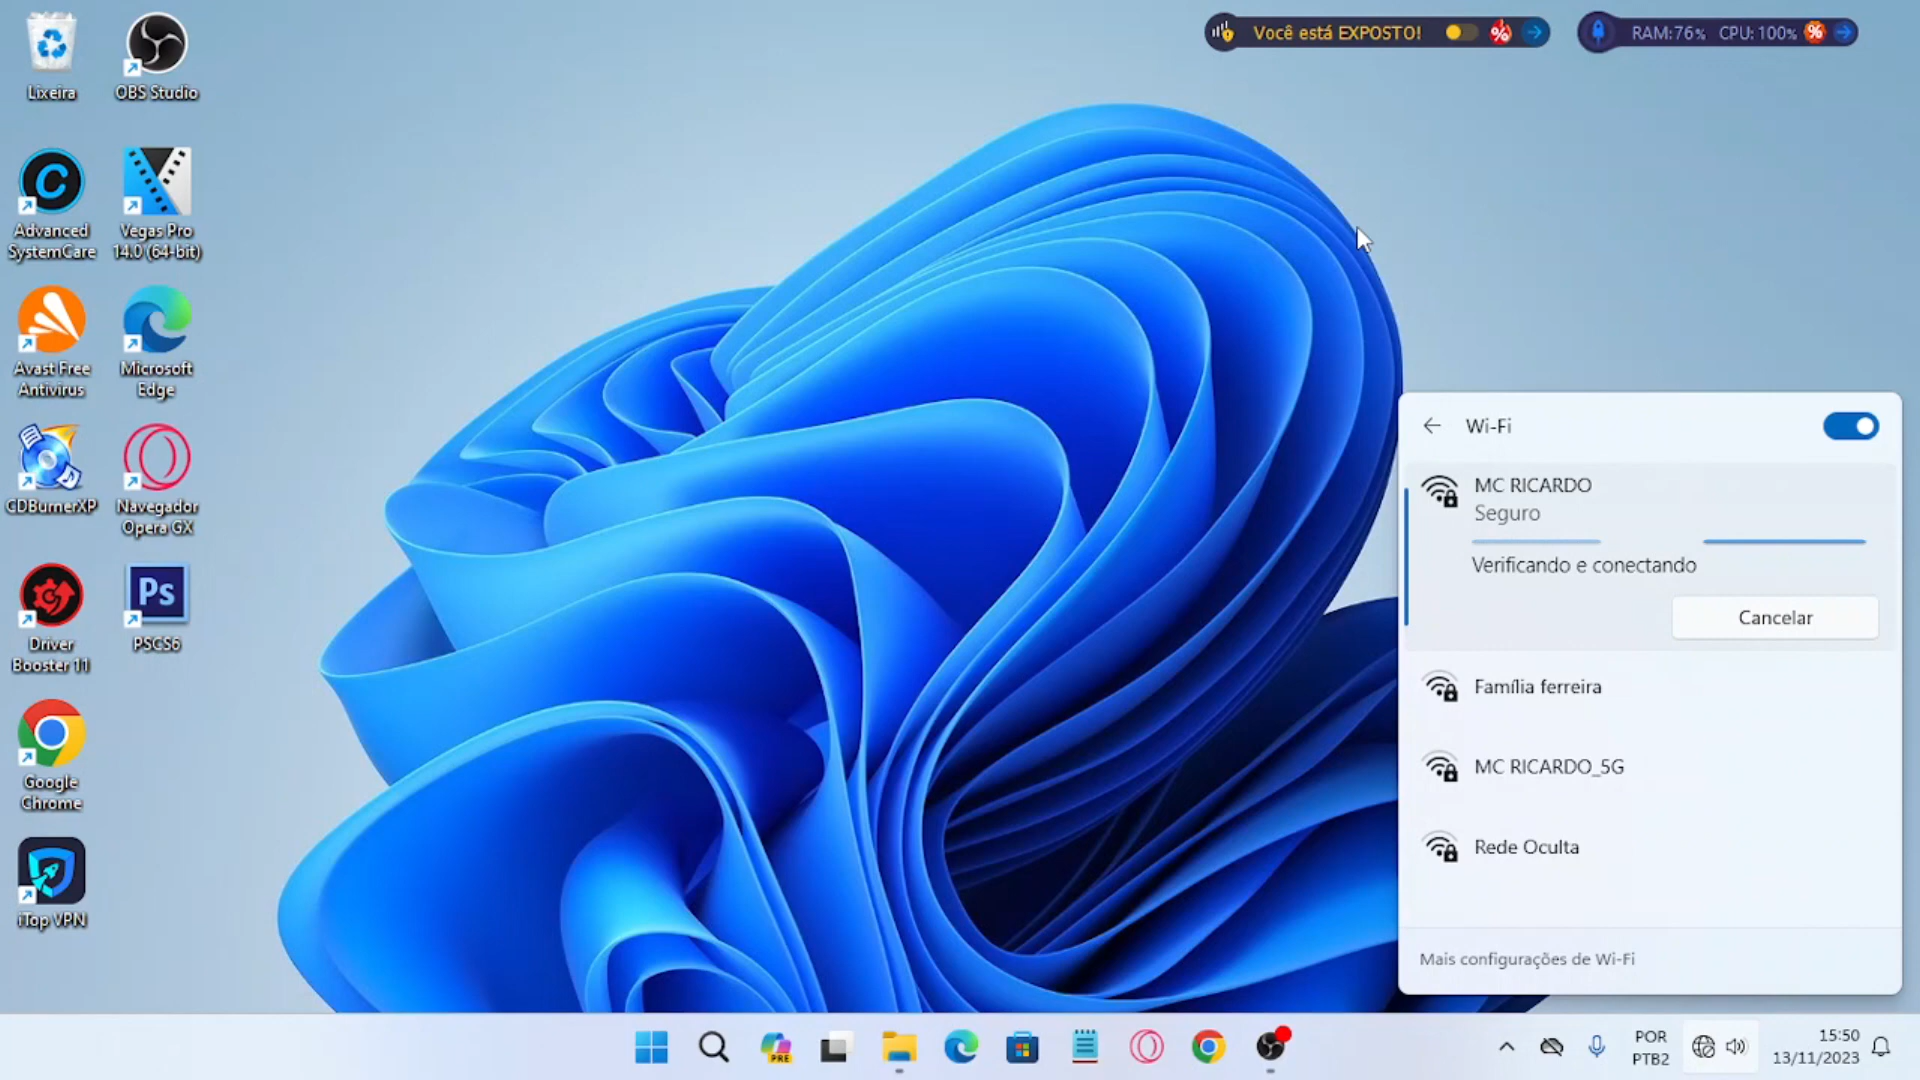 Você está EXPOSTO!
%
RAM:76% CPU: 100%
%
Lixeira
OBS Studio
Advanced
SystemCare
Vegas Pro
14.0 (64-bit)
Avast Free
Antivirus
Microsoft
Edge
CDBurnerXP
Navegador
Opera GX
Driver
Booster 11
Ps
PSCS6
Google
Chrome
iTop VPN
Wi-Fi
MC RICARDO
Seguro
Verificando e conectando
Cancelar
Família ferreira
MC RICARDO_5G
Rede Oculta
Mais configurações de Wi-Fi
PRE
POR
PTB2
15:50
13/11/2023